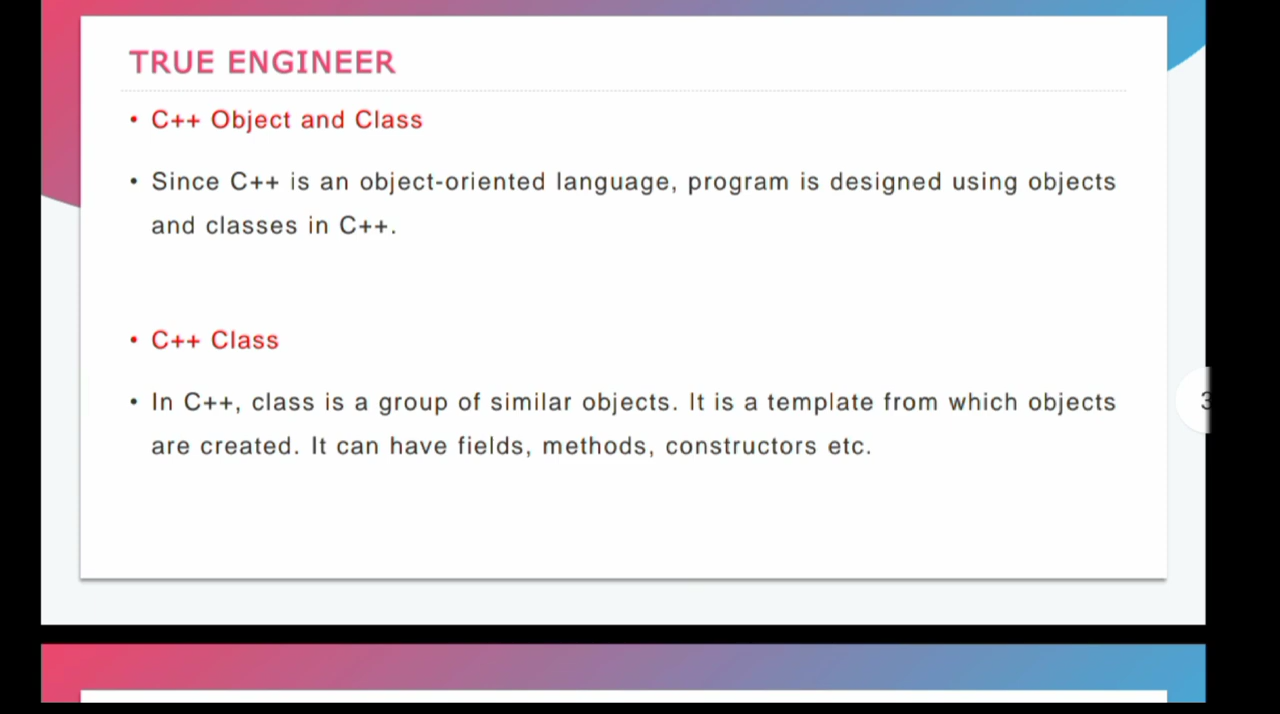 TRUE ENGINEER
• C++ Object and Class
• Since C++ is an object-oriented language, program is designed using objects
and classes in C++.
• C++ Class
• In C++, class is a group of similar objects. It is a template from which objects
are created. It can have fields, methods, constructors etc.